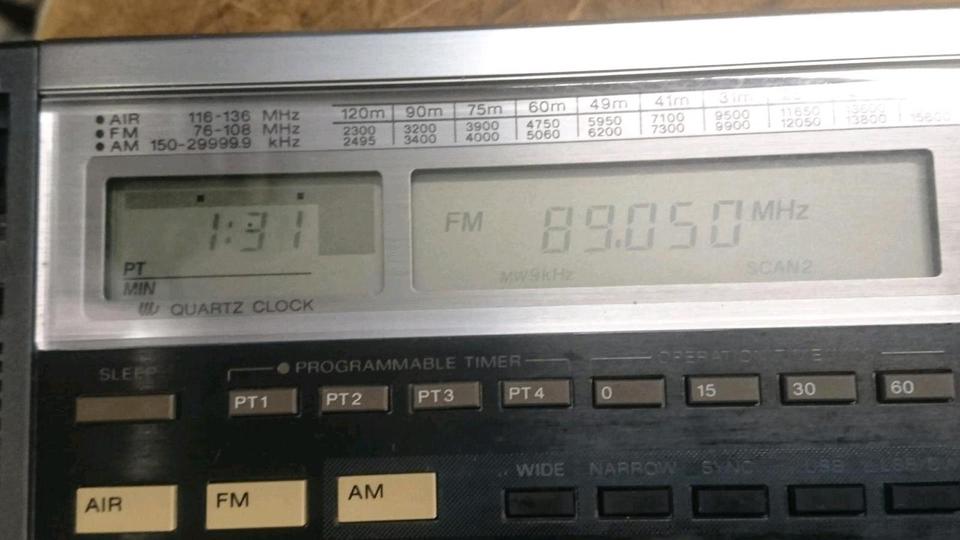 ● AIR 116-136 MHz
● FM 76-108 MHz
● AM 150-29999.9 kHz
120m 90m 75m 60m 49m 41m 31m
2300 3200 3900 4750 5950 7100 9500 11650 13600 15600
2495 3400 4000 5060 6200 7300 9900 12050 13800
1:31
PT
MIN
QUARTZ CLOCK
FM 89.050 MHz
MW9kHz SCAN2
SLEEP ● PROGRAMMABLE TIMER OPERATION TIME
PT1 PT2 PT3 PT4 0 15 30 60
WIDE NARROW SYNC USB
AIR FM AM